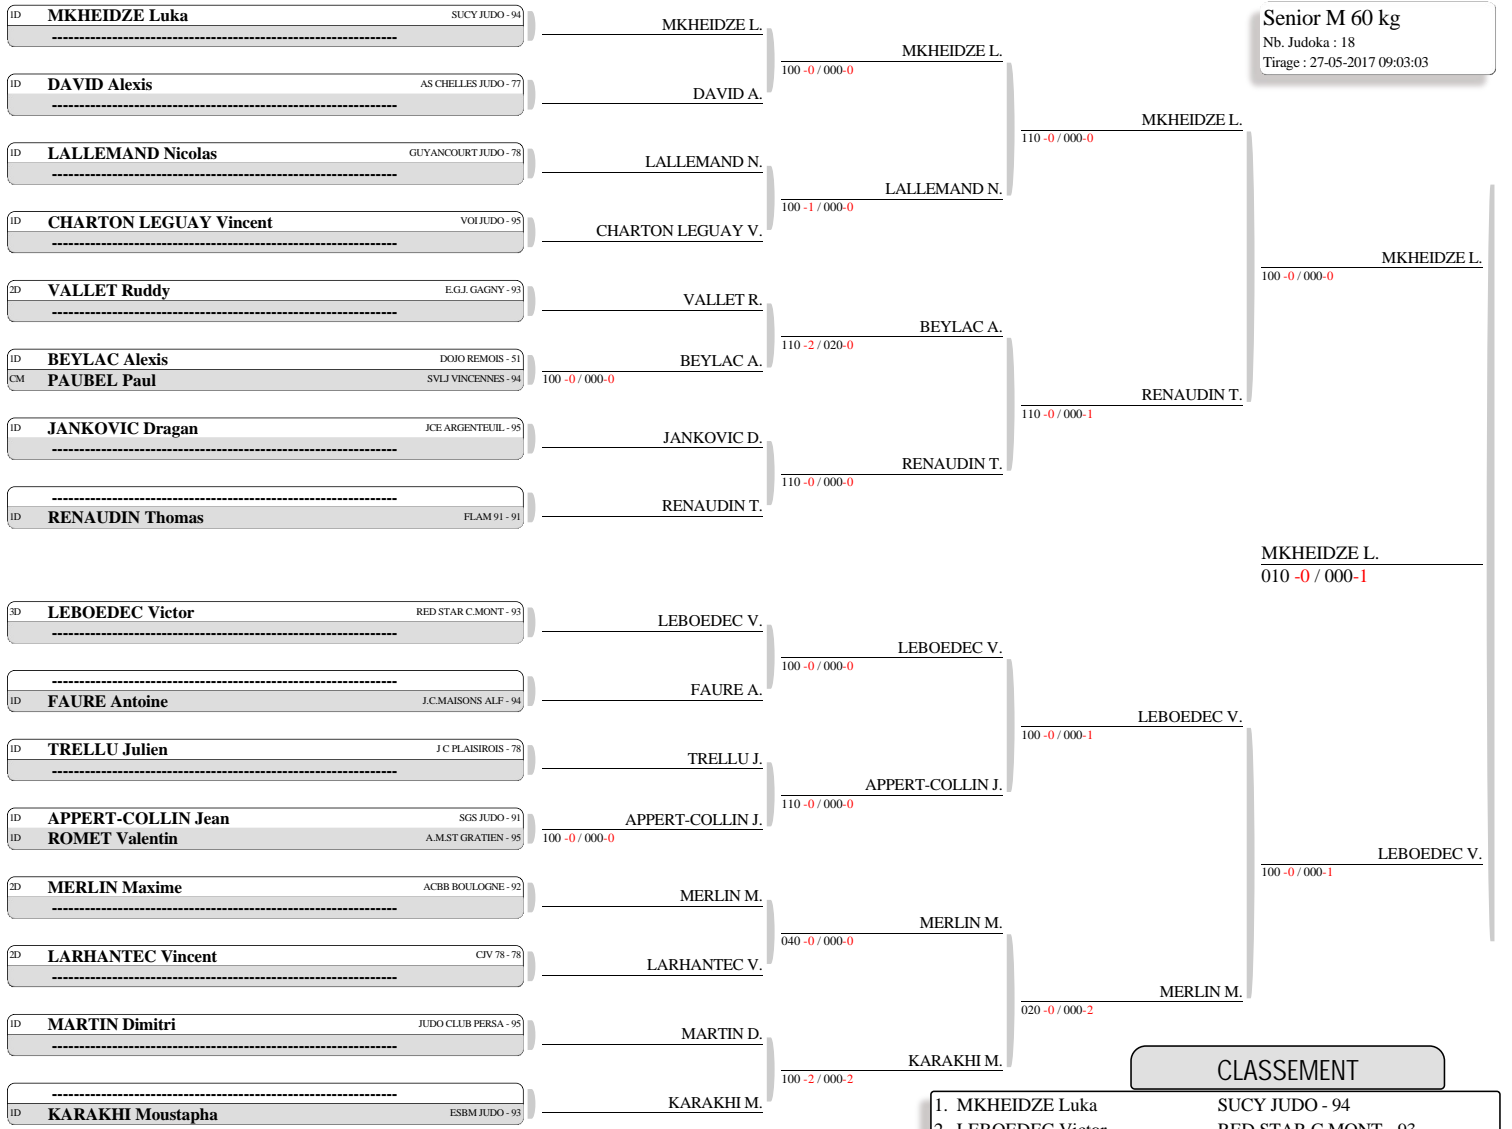 Senior M 60 kg
Nb. Judoka : 18
Tirage : 27-05-2017 09:03:03
1D MKHEIDZE Luka SUCY JUDO - 94
------------------------------------------------------------------------------
1D DAVID Alexis AS CHELLES JUDO - 77
------------------------------------------------------------------------------
1D LALLEMAND Nicolas GUYANCOURT JUDO - 78
------------------------------------------------------------------------------
1D CHARTON LEGUAY Vincent VOI JUDO - 95
------------------------------------------------------------------------------
2D VALLET Ruddy E.G.J. GAGNY - 93
------------------------------------------------------------------------------
1D BEYLAC Alexis DOJO REMOIS - 51
CM PAUBEL Paul SVLJ VINCENNES - 94
1D JANKOVIC Dragan JCE ARGENTEUIL - 95
------------------------------------------------------------------------------
------------------------------------------------------------------------------
1D RENAUDIN Thomas FLAM 91 - 91
3D LEBOEDEC Victor RED STAR C.MONT - 93
------------------------------------------------------------------------------
------------------------------------------------------------------------------
1D FAURE Antoine J.C.MAISONS ALF - 94
1D TRELLU Julien J C PLAISIROIS - 78
------------------------------------------------------------------------------
1D APPERT-COLLIN Jean SGS JUDO - 91
1D ROMET Valentin A.M.ST GRATIEN - 95
2D MERLIN Maxime ACBB BOULOGNE - 92
------------------------------------------------------------------------------
2D LARHANTEC Vincent CJV 78 - 78
------------------------------------------------------------------------------
1D MARTIN Dimitri JUDO CLUB PERSA - 95
------------------------------------------------------------------------------
------------------------------------------------------------------------------
1D KARAKHI Moustapha ESBM JUDO - 93
MKHEIDZE L.
DAVID A.
LALLEMAND N.
CHARTON LEGUAY V.
VALLET R.
BEYLAC A.
100 -0 / 000-0
JANKOVIC D.
RENAUDIN T.
LEBOEDEC V.
FAURE A.
TRELLU J.
APPERT-COLLIN J.
100 -0 / 000-0
MERLIN M.
LARHANTEC V.
MARTIN D.
KARAKHI M.
MKHEIDZE L.
100 -0 / 000-0
LALLEMAND N.
100 -1 / 000-0
BEYLAC A.
110 -2 / 020-0
RENAUDIN T.
110 -0 / 000-0
LEBOEDEC V.
100 -0 / 000-0
APPERT-COLLIN J.
110 -0 / 000-0
MERLIN M.
040 -0 / 000-0
KARAKHI M.
100 -2 / 000-2
MKHEIDZE L.
110 -0 / 000-0
RENAUDIN T.
110 -0 / 000-1
LEBOEDEC V.
100 -0 / 000-1
MERLIN M.
020 -0 / 000-2
MKHEIDZE L.
100 -0 / 000-0
LEBOEDEC V.
100 -0 / 000-1
MKHEIDZE L.
010 -0 / 000-1
CLASSEMENT
1. MKHEIDZE Luka SUCY JUDO - 94
2. LEBOEDEC Victor RED STAR C.MONT - 93